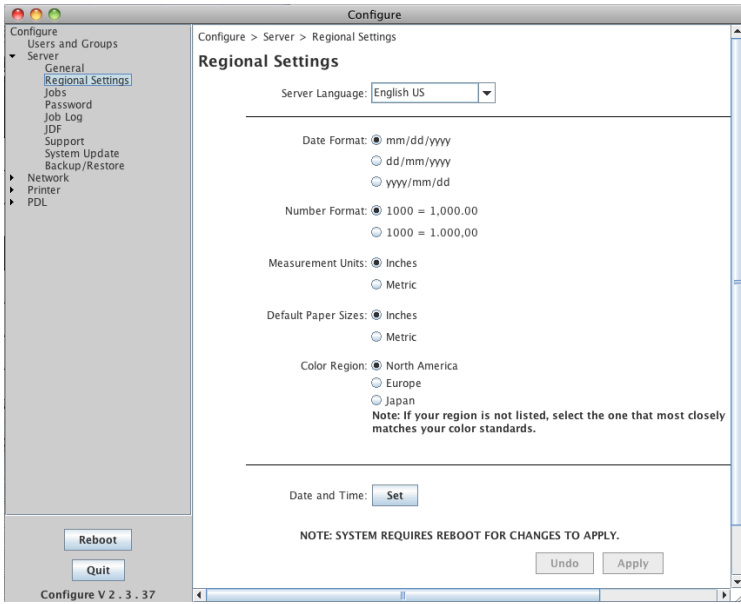 Configure
Configure
Users and Groups
Server
General
Regional Settings
Jobs
Password
Job Log
JDF
Support
System Update
Backup/Restore
Network
Printer
PDL
Reboot
Quit
Configure V 2 . 3 . 37
Configure > Server > Regional Settings
Regional Settings
Server Language: English US
Date Format: mm/dd/yyyy
dd/mm/yyyy
yyyy/mm/dd
Number Format: 1000 = 1,000.00
1000 = 1.000,00
Measurement Units: Inches
Metric
Default Paper Sizes: Inches
Metric
Color Region: North America
Europe
Japan
Note: If your region is not listed, select the one that most closely
matches your color standards.
Date and Time: Set
NOTE: SYSTEM REQUIRES REBOOT FOR CHANGES TO APPLY.
Undo Apply